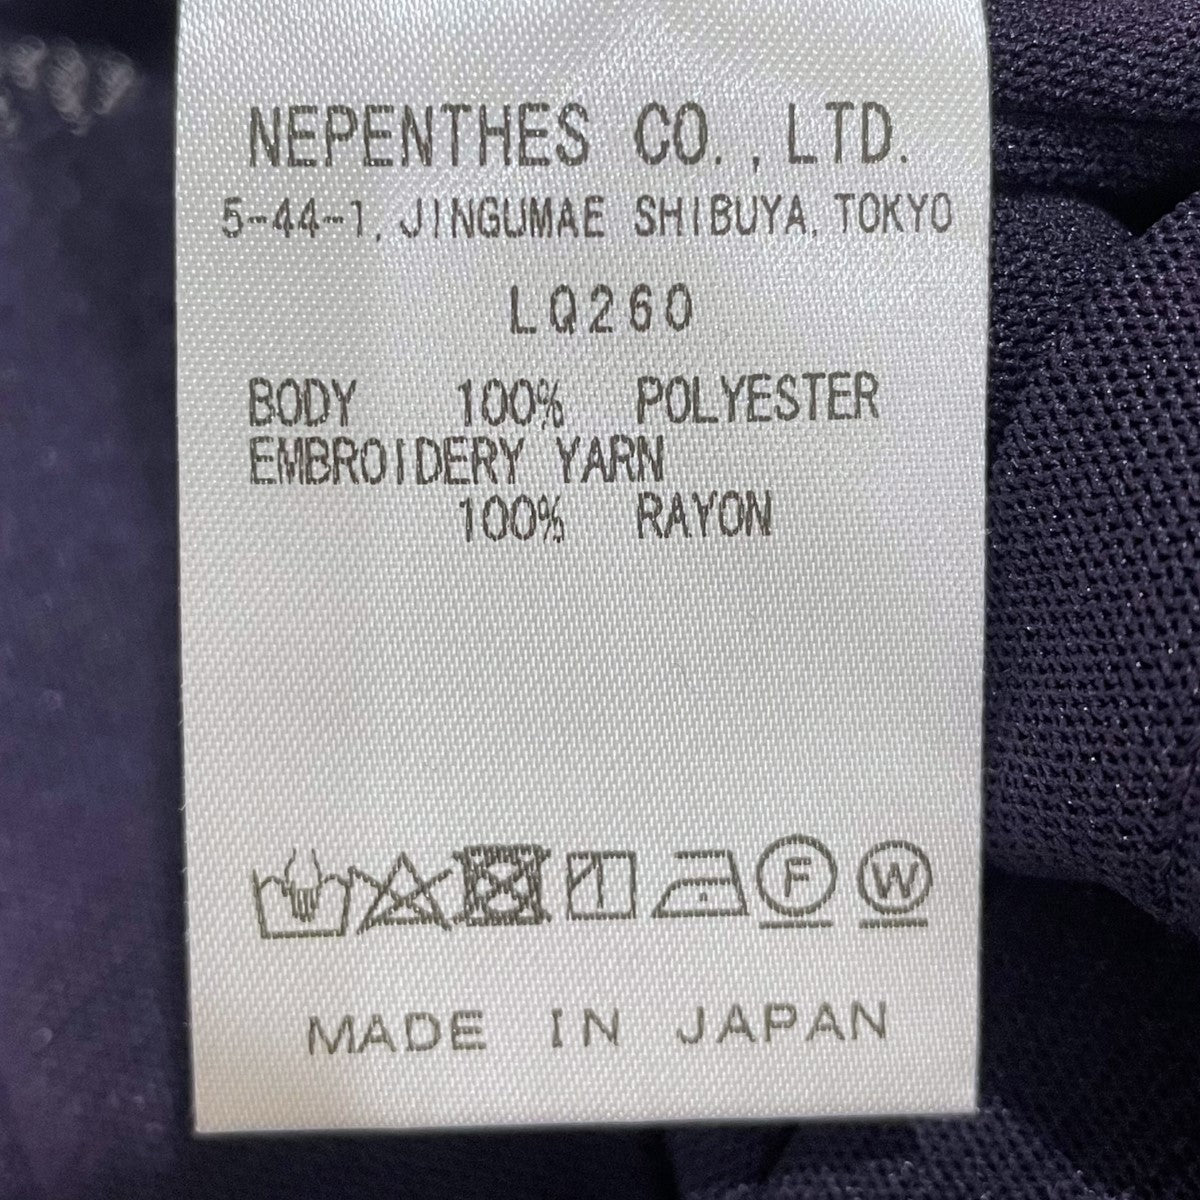 NEPENTHES CO., LTD.
5-44-1, JINGUMAE SHIBUYA, TOKYO
LQ260
BODY 100% POLYESTER
EMBROIDERY YARN
100% RAYON
F W
MADE IN JAPAN